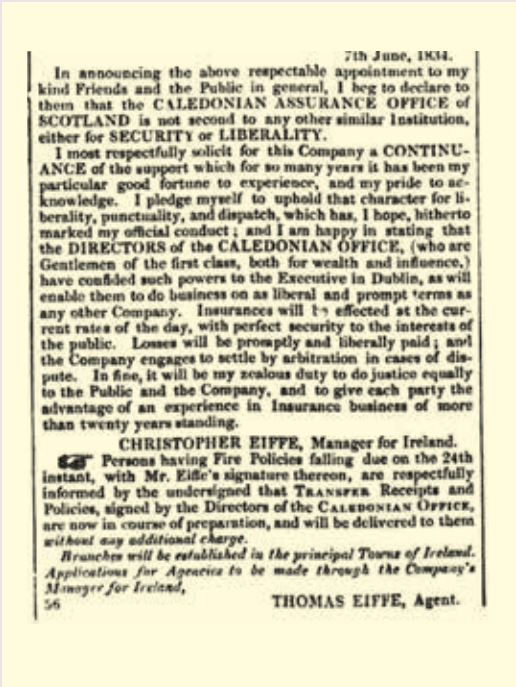 7th June, 1834.
In announcing the above respectable appointment to my
kind Friends and the Public in general, I beg to declare to
them that the CALEDONIAN ASSURANCE OFFICE of
SCOTLAND is not second to any other similar Institution,
either for SECURITY or LIBERALITY.
I most respectfully solicit for this Company a CONTINU-
ANCE of the support which for so many years it has been my
particular good fortune to experience, and my pride to ac-
knowledge. I pledge myself to uphold that character for li-
berality, punctuality, and dispatch, which has, I hope, hitherto
marked my official conduct; and I am happy in stating that
the DIRECTORS of the CALEDONIAN OFFICE, (who are
Gentlemen of the first class, both for wealth and influence,)
have confided such powers to the Executive in Dublin, as will
enable them to do business on as liberal and prompt terms as
any other Company. Insurances will be effected at the cur-
rent rates of the day, with perfect security to the interests of
the public. Losses will be promptly and liberally paid; and
the Company engages to settle by arbitration in cases of dis-
pute. In fine, it will be my zealous duty to do justice equally
to the Public and the Company, and to give each party the
advantage of an experience in Insurance business of more
than twenty years standing.
CHRISTOPHER EIFFE, Manager for Ireland.
☞ Persons having Fire Policies falling due on the 24th
instant, with Mr. Eiffe's signature thereon, are respectfully
informed by the undersigned that TRANSFER Receipts and
Policies, signed by the Directors of the CALEDONIAN OFFICE,
are now in course of preparation, and will be delivered to them
without any additional charge.
Branches will be established in the principal Towns of Ireland.
Applications for Agencies to be made through the Company's
Manager for Ireland,
56 THOMAS EIFFE, Agent.